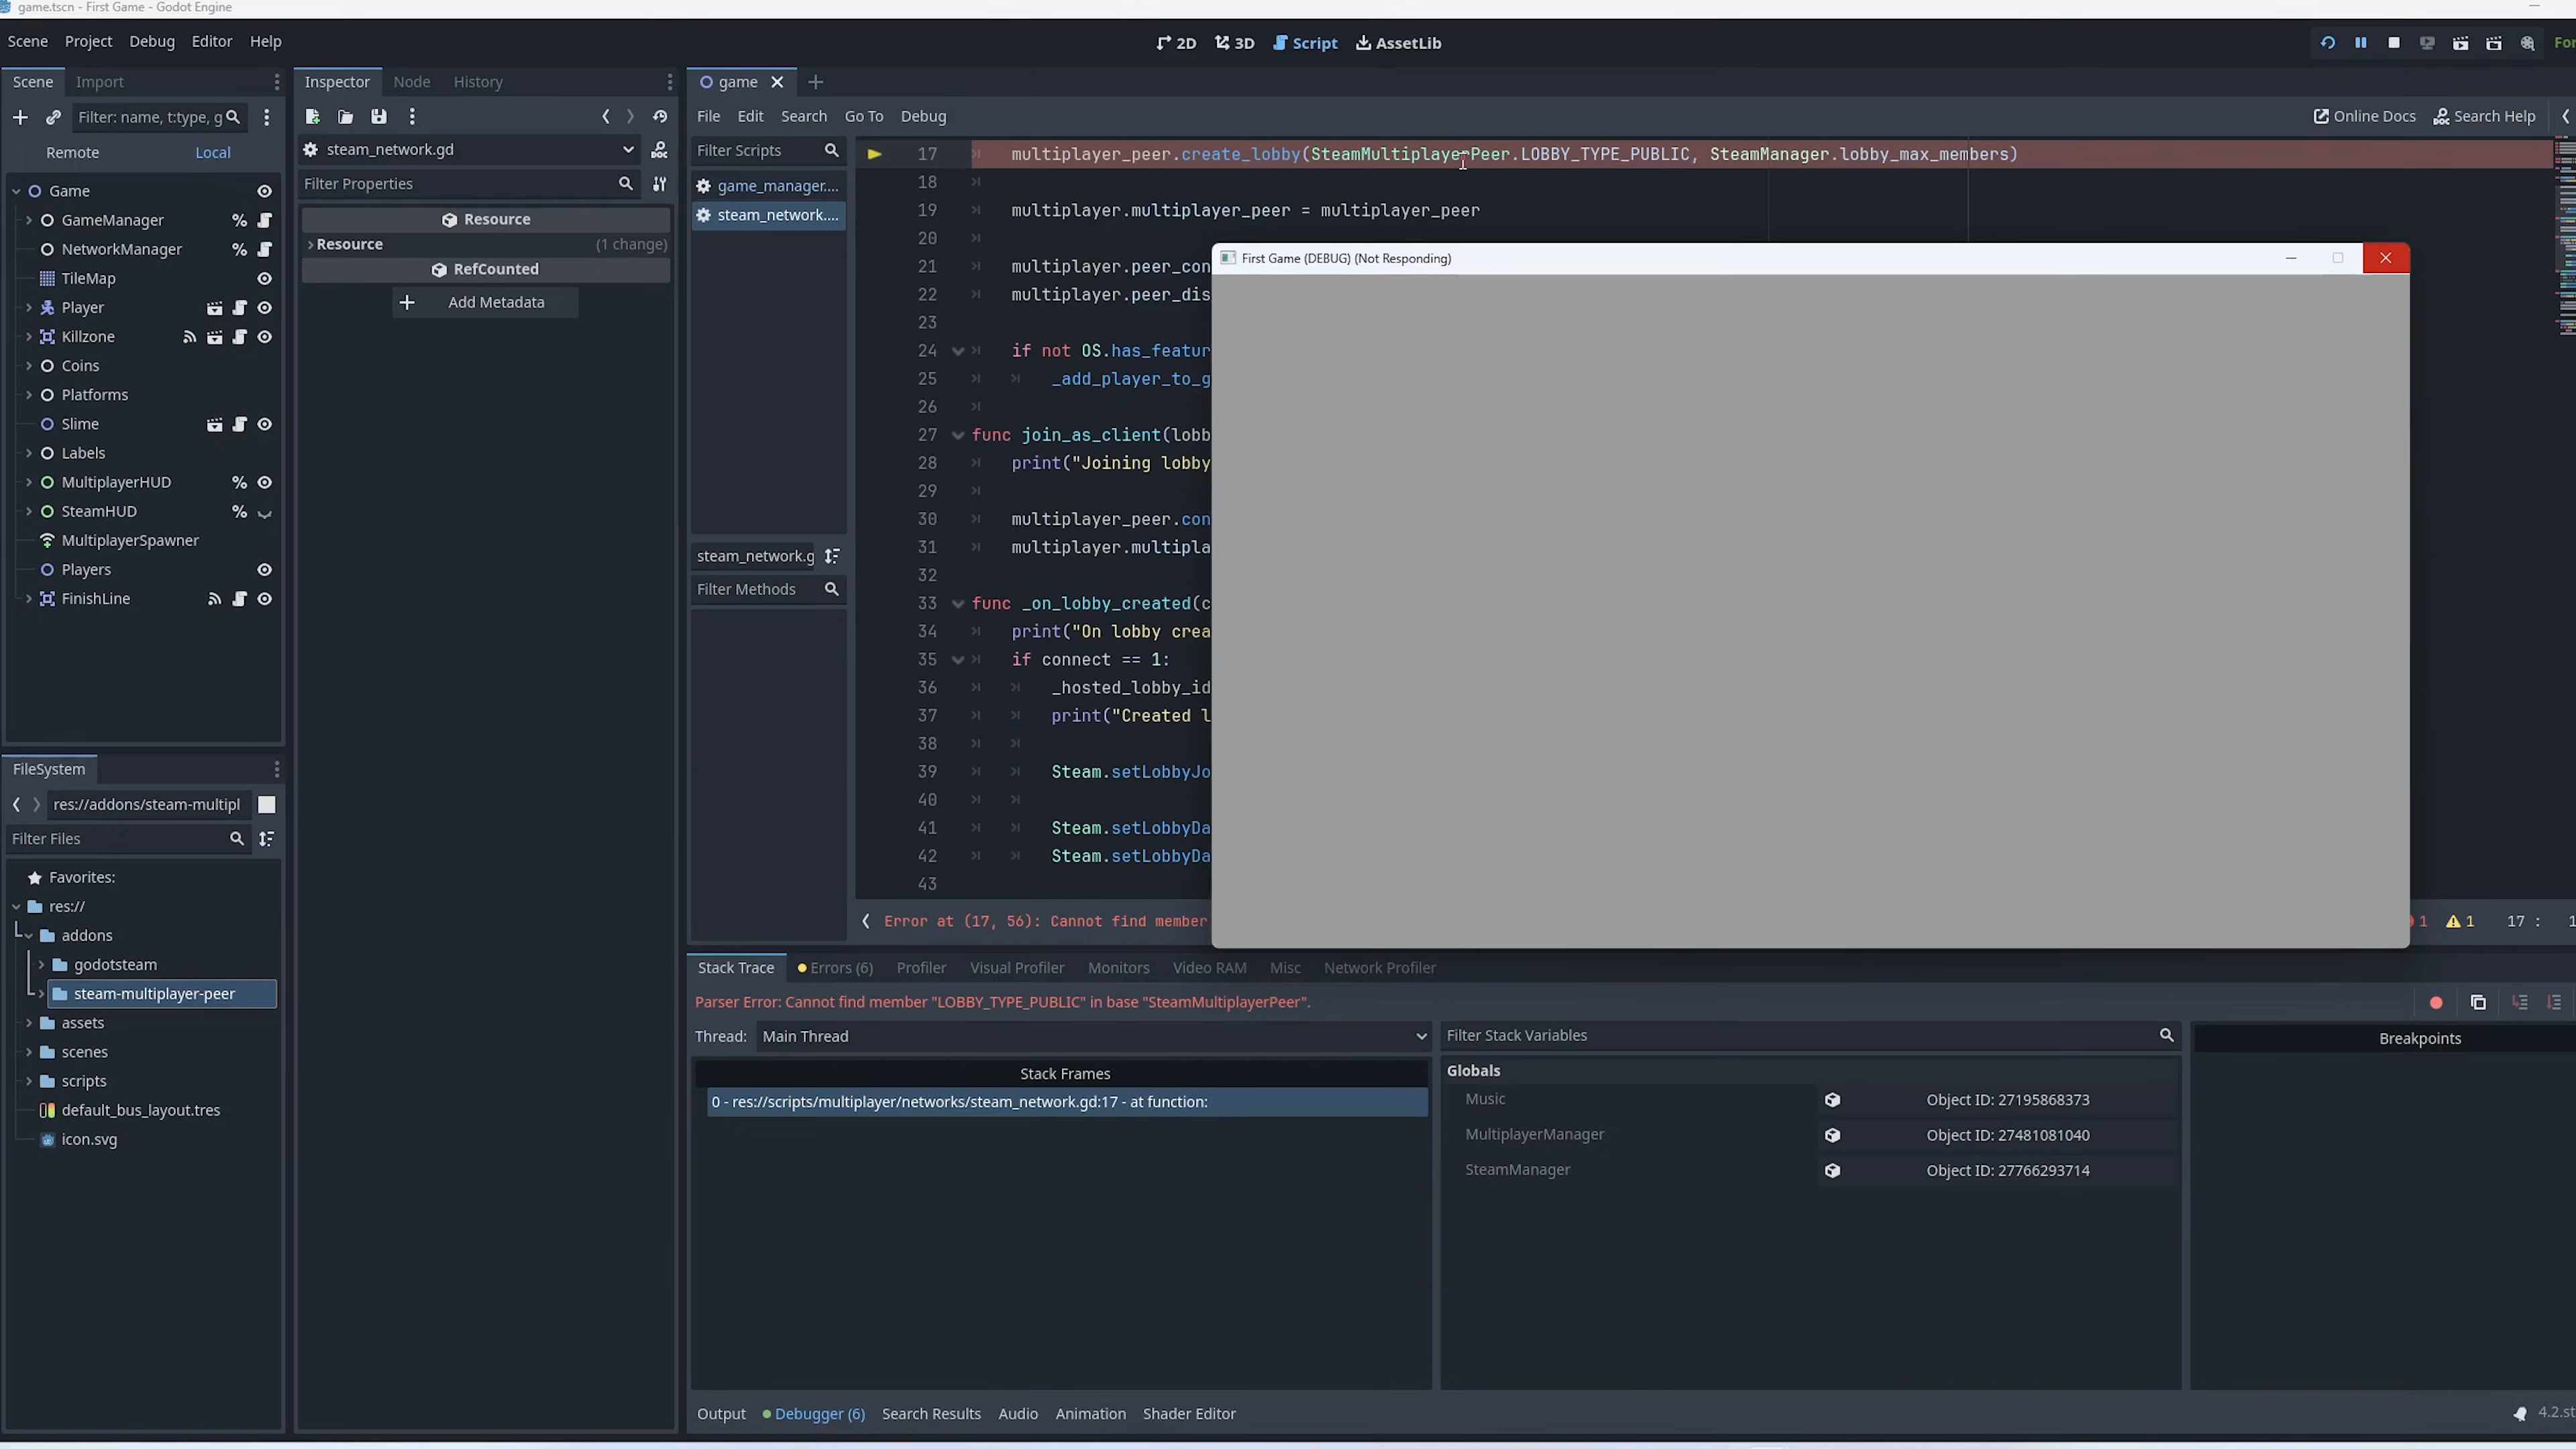 game.tscn - First Game - Godot Engine
Scene Project Debug Editor Help
2D 3D Script AssetLib
Scene Import
Filter: name, t:type, g
Remote Local
Game
GameManager
NetworkManager
TileMap
Player
Killzone
Coins
Platforms
Slime
Labels
MultiplayerHUD
SteamHUD
MultiplayerSpawner
Players
FinishLine
FileSystem
res://addons/steam-multipl
Filter Files
Favorites:
res://
addons
godotsteam
steam-multiplayer-peer
assets
scenes
scripts
default_bus_layout.tres
icon.svg
Inspector Node History
steam_network.gd
Filter Properties
Resource
Resource (1 change)
RefCounted
Add Metadata
game
File Edit Search Go To Debug
Online Docs Search Help
Filter Scripts
game_manager....
steam_network....
steam_network.g
Filter Methods
17 multiplayer_peer.create_lobby(SteamMultiplayerPeer.LOBBY_TYPE_PUBLIC, SteamManager.lobby_max_members)
18
19 multiplayer.multiplayer_peer = multiplayer_peer
20
21 multiplayer.peer_con
22 multiplayer.peer_dis
23
24 if not OS.has_featur
25 _add_player_to_g
26
27 func join_as_client(lobb
28 print("Joining lobby
29
30 multiplayer_peer.con
31 multiplayer.multipla
32
33 func _on_lobby_created(c
34 print("On lobby crea
35 if connect == 1:
36 _hosted_lobby_id
37 print("Created l
38
39 Steam.setLobbyJo
40
41 Steam.setLobbyDa
42 Steam.setLobbyDa
43
First Game (DEBUG) (Not Responding)
Error at (17, 56): Cannot find member
1 1 17 : 1
Stack Trace Errors (6) Profiler Visual Profiler Monitors Video RAM Misc Network Profiler
Parser Error: Cannot find member "LOBBY_TYPE_PUBLIC" in base "SteamMultiplayerPeer".
Thread: Main Thread
Stack Frames
0 - res://scripts/multiplayer/networks/steam_network.gd:17 - at function:
Filter Stack Variables
Globals
Music Object ID: 27195868373
MultiplayerManager Object ID: 27481081040
SteamManager Object ID: 27766293714
Breakpoints
Output Debugger (6) Search Results Audio Animation Shader Editor
4.2.st